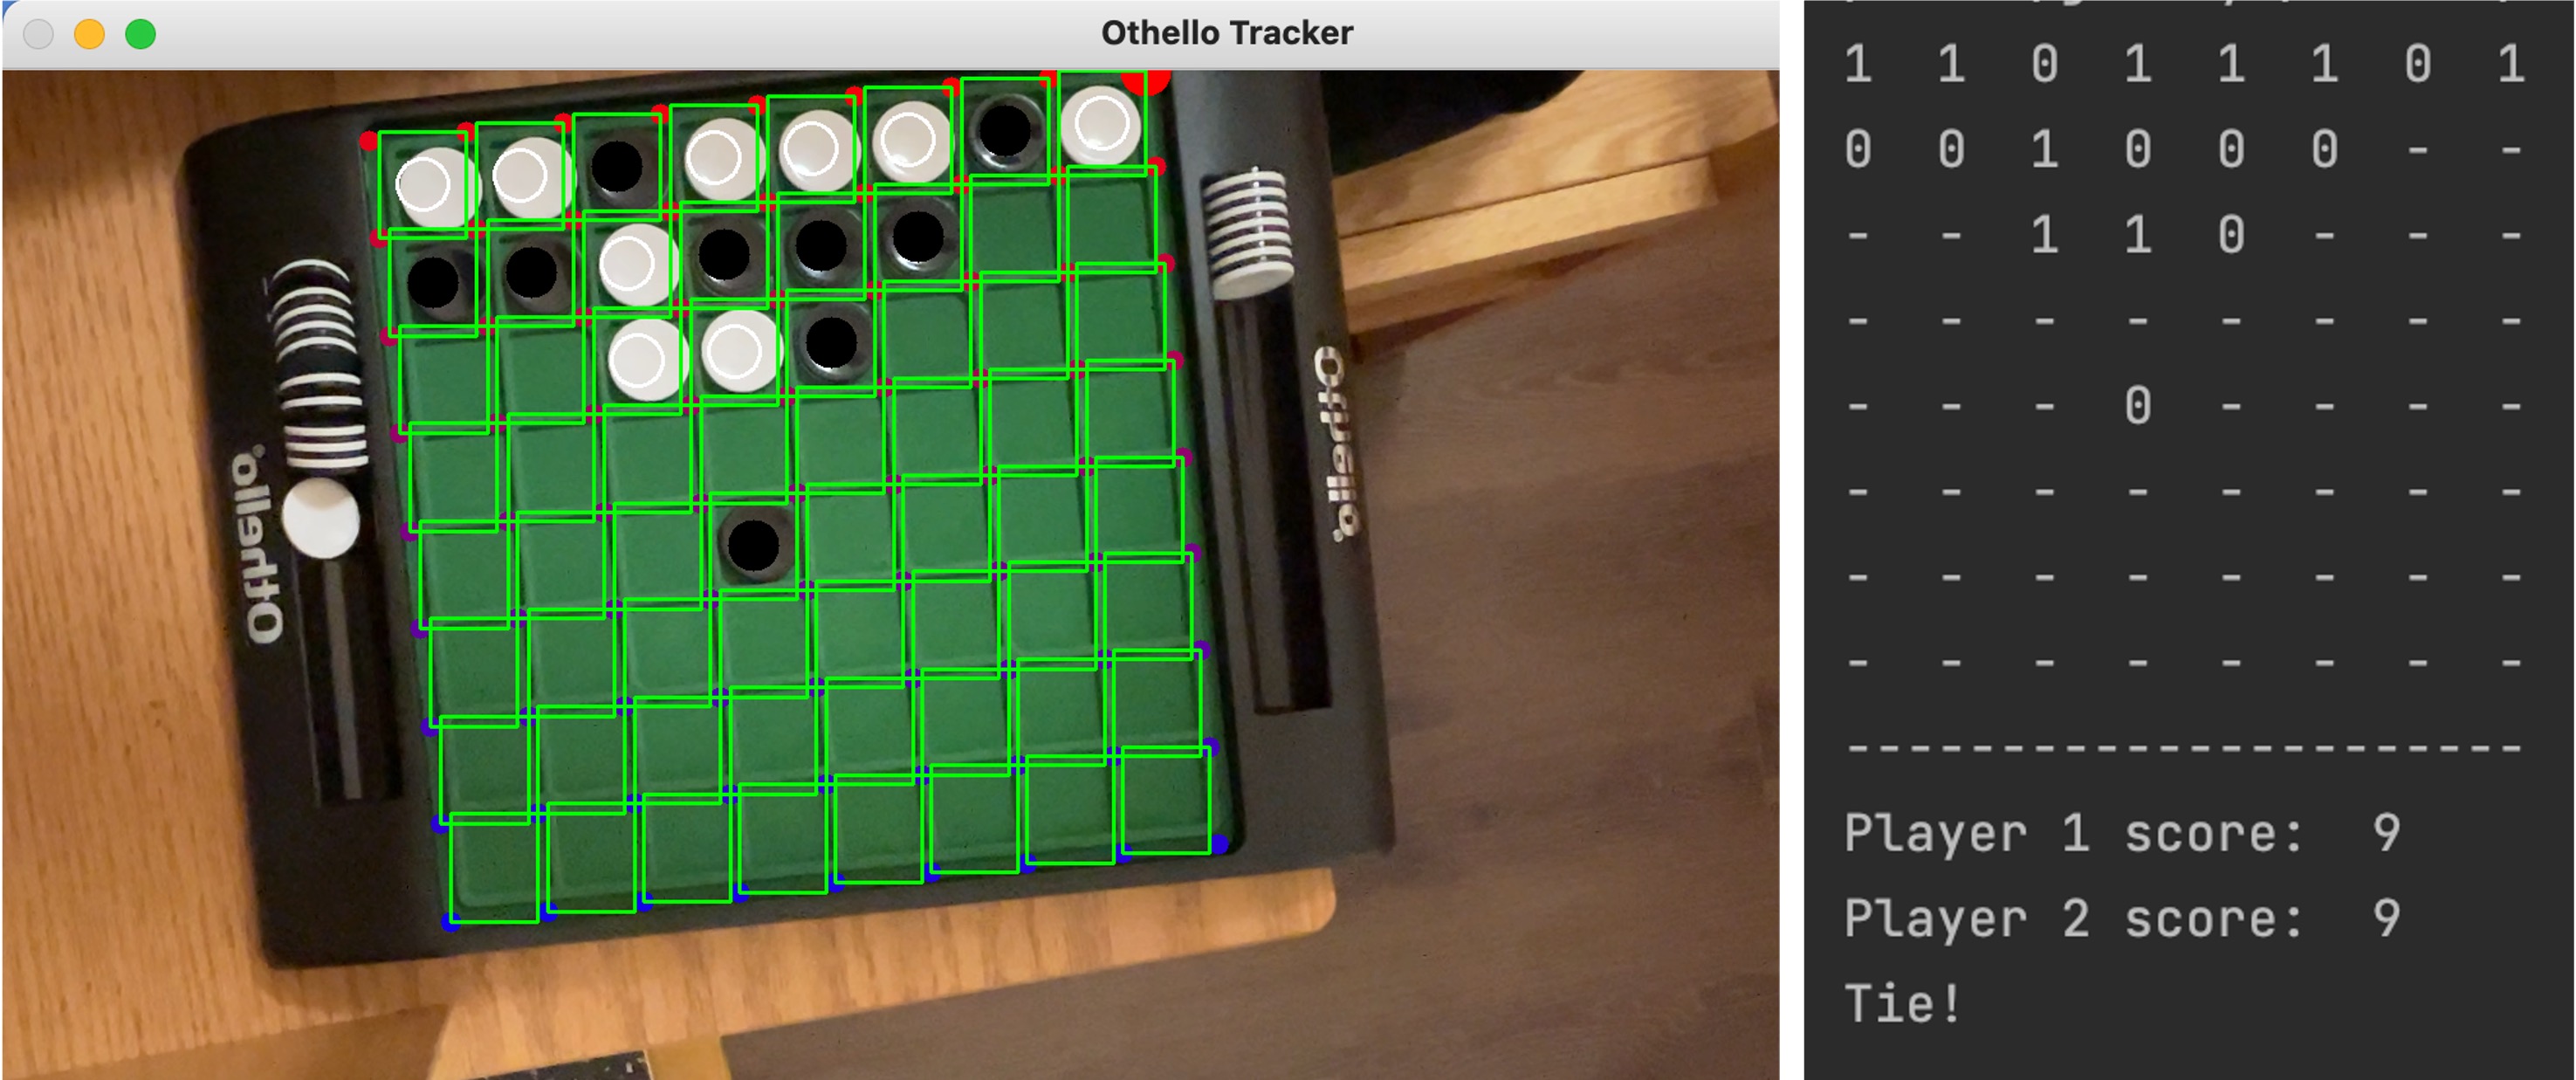 Othello Tracker
Othello
Othello
1 1 0 1 1 1 0 1
0 0 1 0 0 0 - -
- - 1 1 0 - - -
- - - - - - - -
- - - 0 - - - -
- - - - - - - -
- - - - - - - -
- - - - - - - -
----------------------
Player 1 score: 9
Player 2 score: 9
Tie!